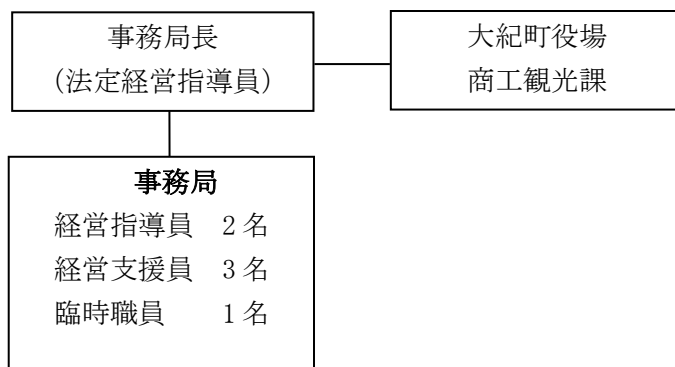 事務局長
(法定経営指導員)
大紀町役場
商工観光課
事務局
経営指導員 2名
経営支援員 3名
臨時職員 1名